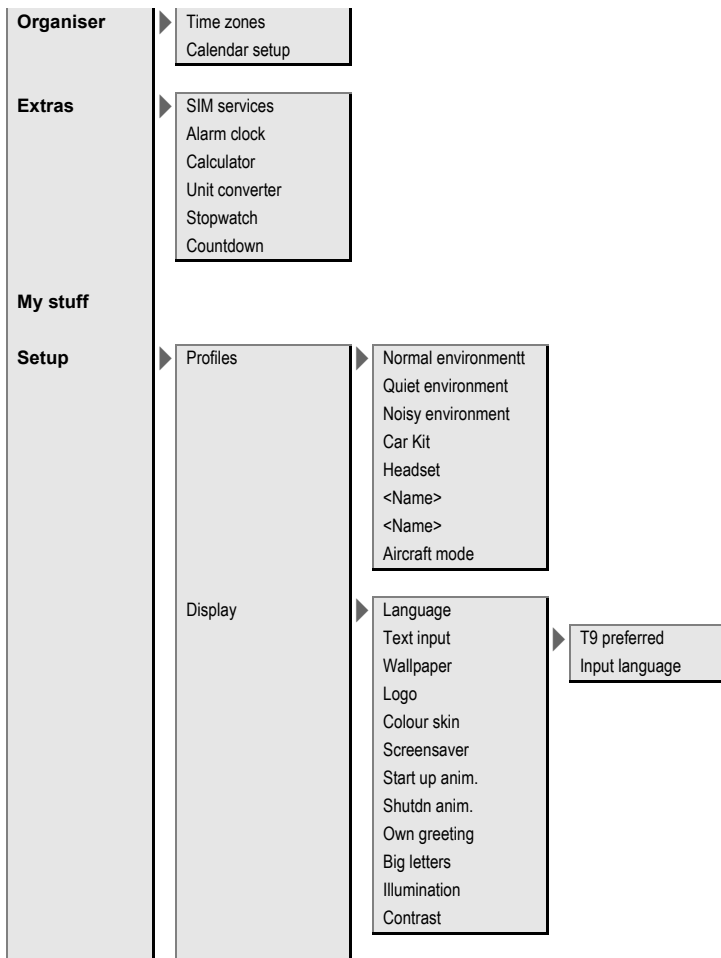 Organiser
Time zones
Calendar setup
Extras
SIM services
Alarm clock
Calculator
Unit converter
Stopwatch
Countdown
My stuff
Setup
Profiles
Normal environmentt
Quiet environment
Noisy environment
Car Kit
Headset
<Name>
<Name>
Aircraft mode
Display
Language
Text input
T9 preferred
Input language
Wallpaper
Logo
Colour skin
Screensaver
Start up anim.
Shutdn anim.
Own greeting
Big letters
Illumination
Contrast